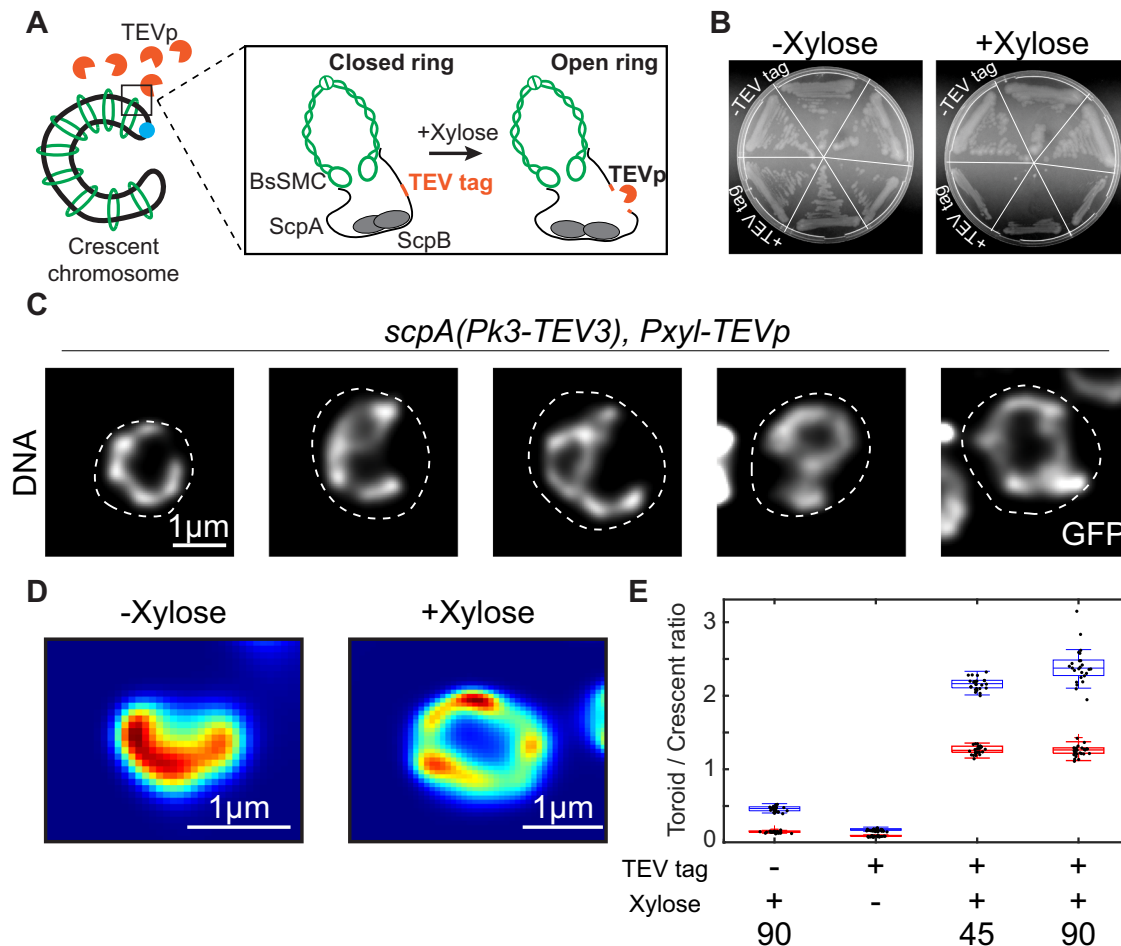 A
TEVp
Closed ring
Open ring
+Xylose
BsSMC
TEV tag
TEVp
ScpA
ScpB
Crescent
chromosome
B
-Xylose
+Xylose
-TEV tag
+TEV tag
-TEV tag
+TEV tag
C
scpA(Pk3-TEV3), Pxyl-TEVp
DNA
1µm
GFP
D
-Xylose
+Xylose
1µm
1µm
E
Toroid / Crescent ratio
3
2
1
0
TEV tag - + + +
Xylose + - + +
90 45 90